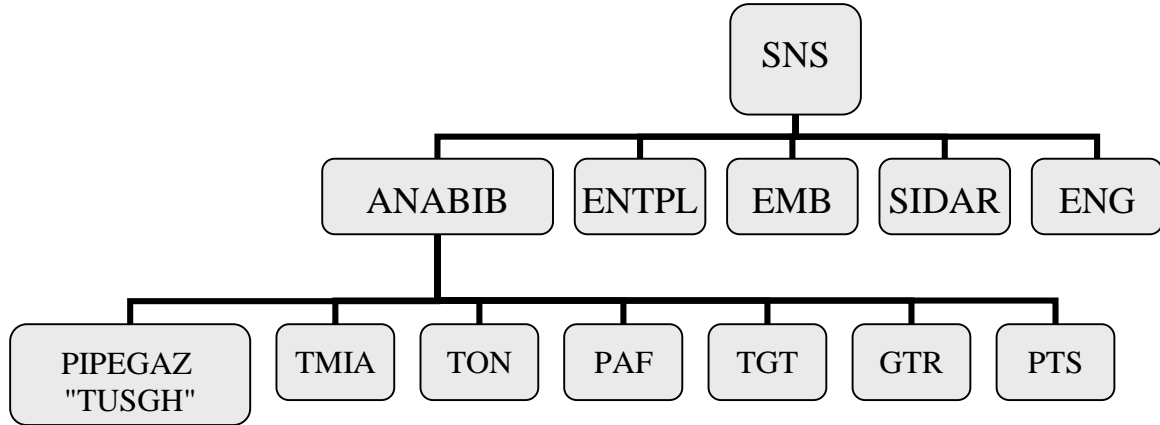 SNS
ANABIB
ENTPL
EMB
SIDAR
ENG
PIPEGAZ
"TUSGH"
TMIA
TON
PAF
TGT
GTR
PTS